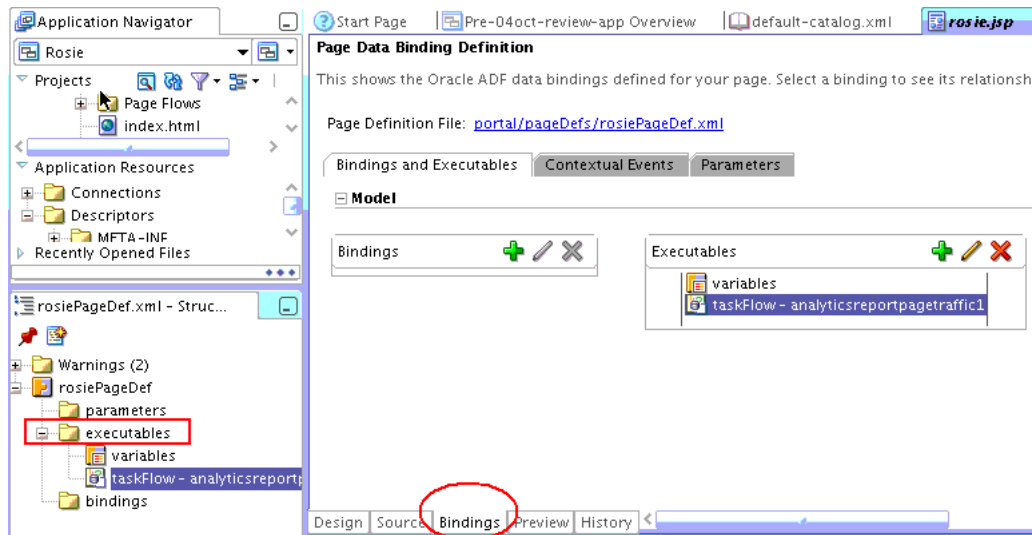 Application Navigator
Rosie
Projects
Page Flows
index.html
Application Resources
Connections
Descriptors
META-INF
Recently Opened Files
rosiePageDef.xml - Struc...
Warnings (2)
rosiePageDef
parameters
executables
variables
taskFlow - analyticsreportp
bindings
Start Page
Pre-04oct-review-app Overview
default-catalog.xml
rosie.jsp
Page Data Binding Definition
This shows the Oracle ADF data bindings defined for your page. Select a binding to see its relationsh
Page Definition File: portal/pageDefs/rosiePageDef.xml
Bindings and Executables Contextual Events Parameters
Model
Bindings
Executables
variables
taskFlow - analyticsreportpagetraffic1
Design Source Bindings Preview History